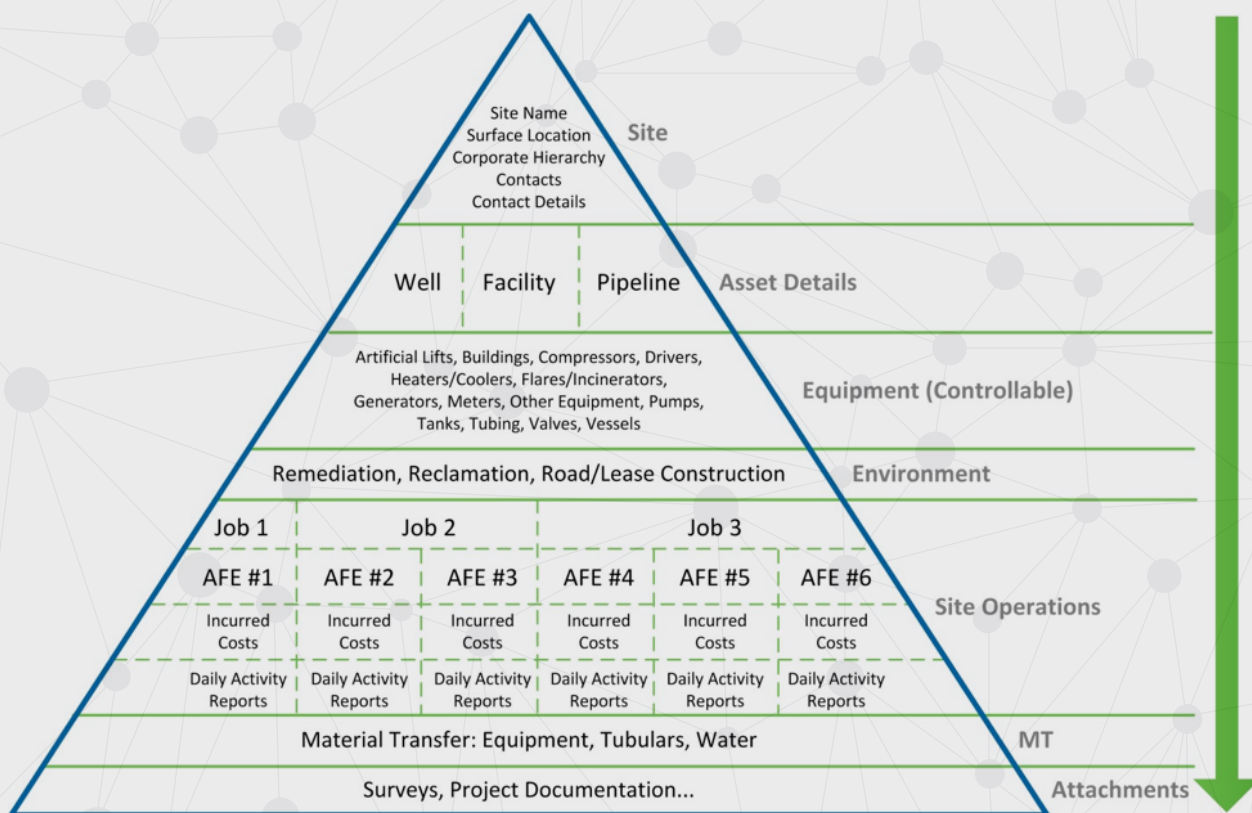 Site Name
Surface Location
Corporate Hierarchy
Contacts
Contact Details
Site
Well
Facility
Pipeline
Asset Details
Artificial Lifts, Buildings, Compressors, Drivers,
Heaters/Coolers, Flares/Incinerators,
Generators, Meters, Other Equipment, Pumps,
Tanks, Tubing, Valves, Vessels
Equipment (Controllable)
Remediation, Reclamation, Road/Lease Construction
Environment
Job 1
Job 2
Job 3
AFE #1
AFE #2
AFE #3
AFE #4
AFE #5
AFE #6
Site Operations
Incurred
Costs
Incurred
Costs
Incurred
Costs
Incurred
Costs
Incurred
Costs
Incurred
Costs
Daily Activity
Reports
Daily Activity
Reports
Daily Activity
Reports
Daily Activity
Reports
Daily Activity
Reports
Daily Activity
Reports
Material Transfer: Equipment, Tubulars, Water
MT
Surveys, Project Documentation...
Attachments